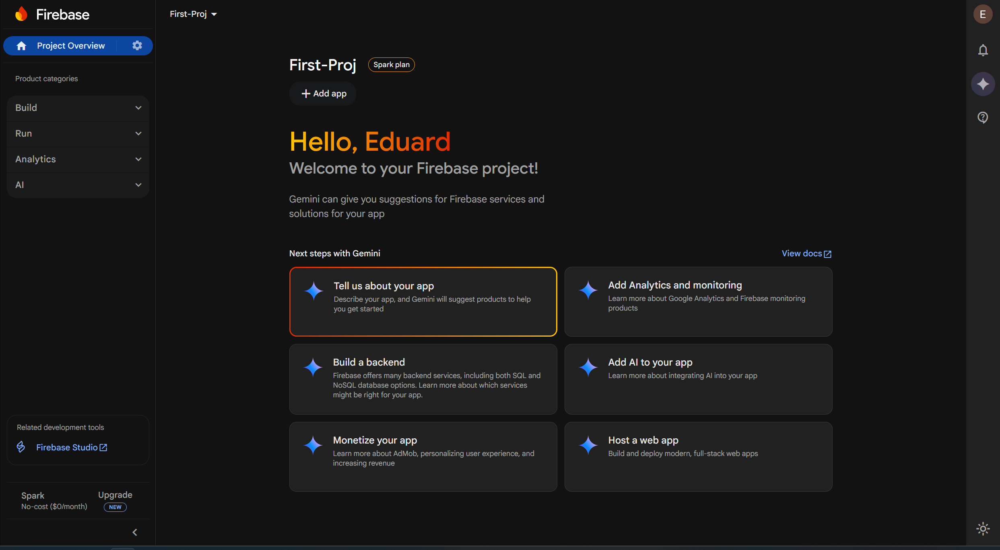 Firebase
Project Overview
Product categories
Build
Run
Analytics
AI
Related development tools
Firebase Studio
Spark
No-cost ($0/month)
Upgrade
NEW
First-Proj
First-Proj
Spark plan
Add app
Hello, Eduard
Welcome to your Firebase project!
Gemini can give you suggestions for Firebase services and
solutions for your app
Next steps with Gemini
View docs
Tell us about your app
Describe your app, and Gemini will suggest products to help
you get started
Add Analytics and monitoring
Learn more about Google Analytics and Firebase monitoring
products
Build a backend
Firebase offers many backend services, including both SQL and
NoSQL database options. Learn more about which services
might be right for your app.
Add AI to your app
Learn more about integrating AI into your app
Monetize your app
Learn more about AdMob, personalizing user experience, and
increasing revenue
Host a web app
Build and deploy modern, full-stack web apps
E